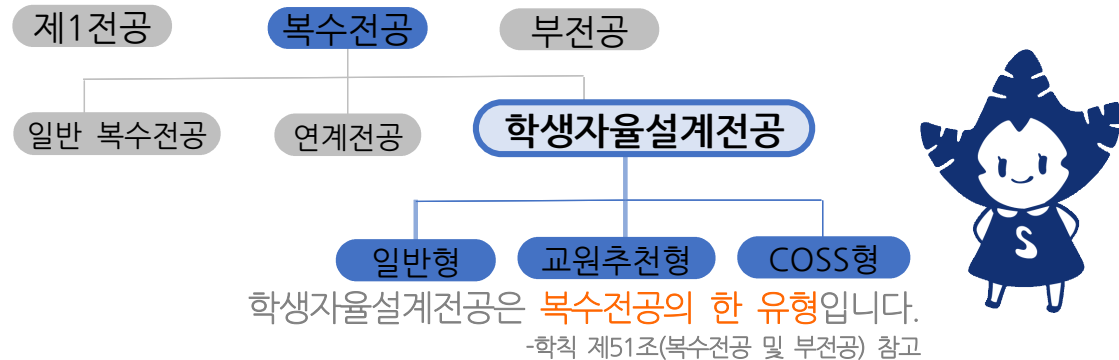 제1전공
복수전공
부전공
일반 복수전공
연계전공
학생자율설계전공
일반형
교원추천형
COSS형
학생자율설계전공은 복수전공의 한 유형입니다.
-학칙 제51조(복수전공 및 부전공) 참고
S